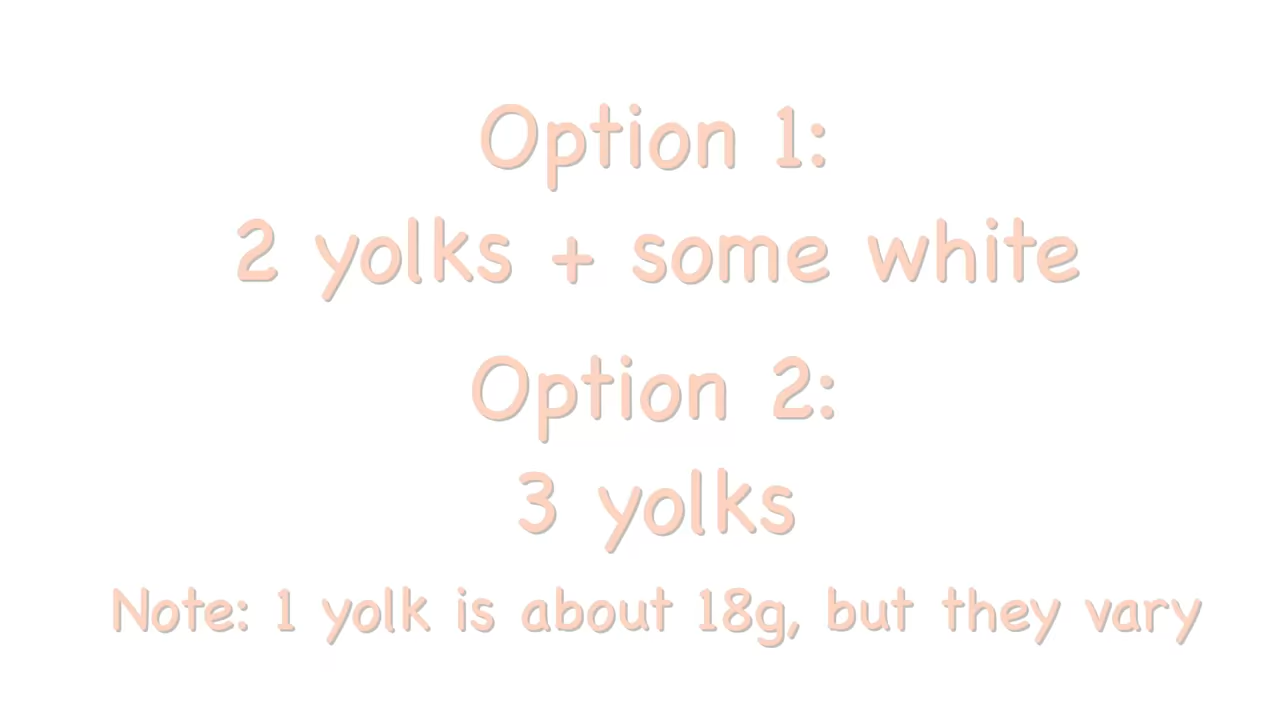 Option 1:
2 yolks + some white
Option 2:
3 yolks
Note: 1 yolk is about 18g, but they vary